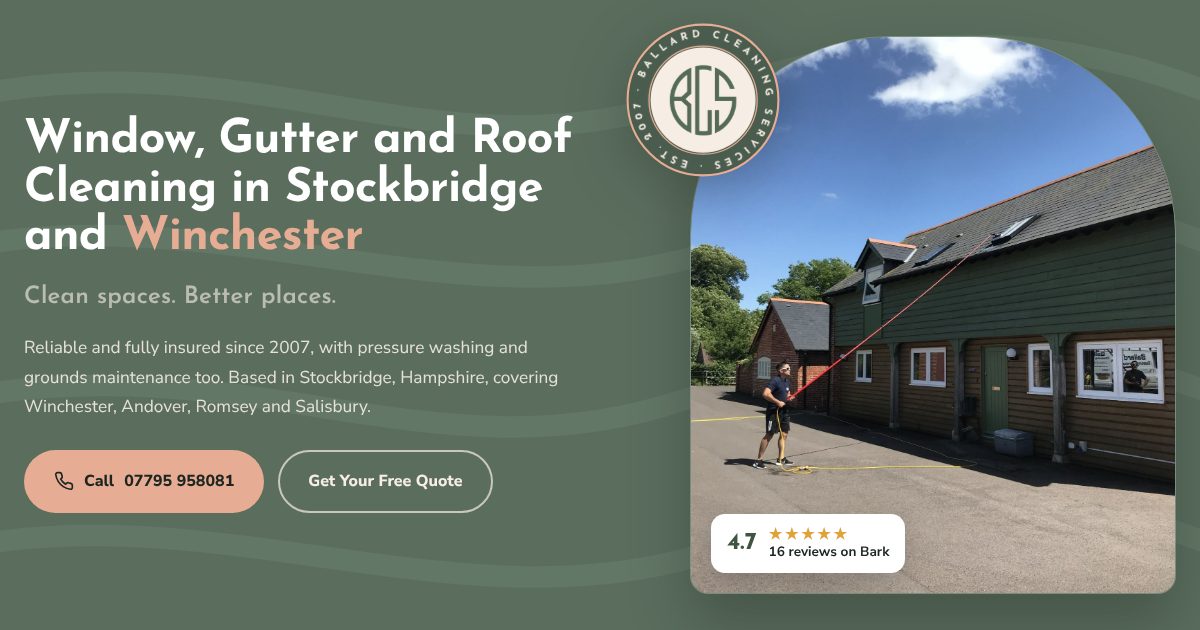 Window, Gutter and Roof
Cleaning in Stockbridge
and Winchester
Clean spaces. Better places.
Reliable and fully insured since 2007, with pressure washing and
grounds maintenance too. Based in Stockbridge, Hampshire, covering
Winchester, Andover, Romsey and Salisbury.
Call 07795 958081
Get Your Free Quote
BALLARD CLEANING SERVICES · EST. 2007 ·
BCS
Ballard
4.7
16 reviews on Bark